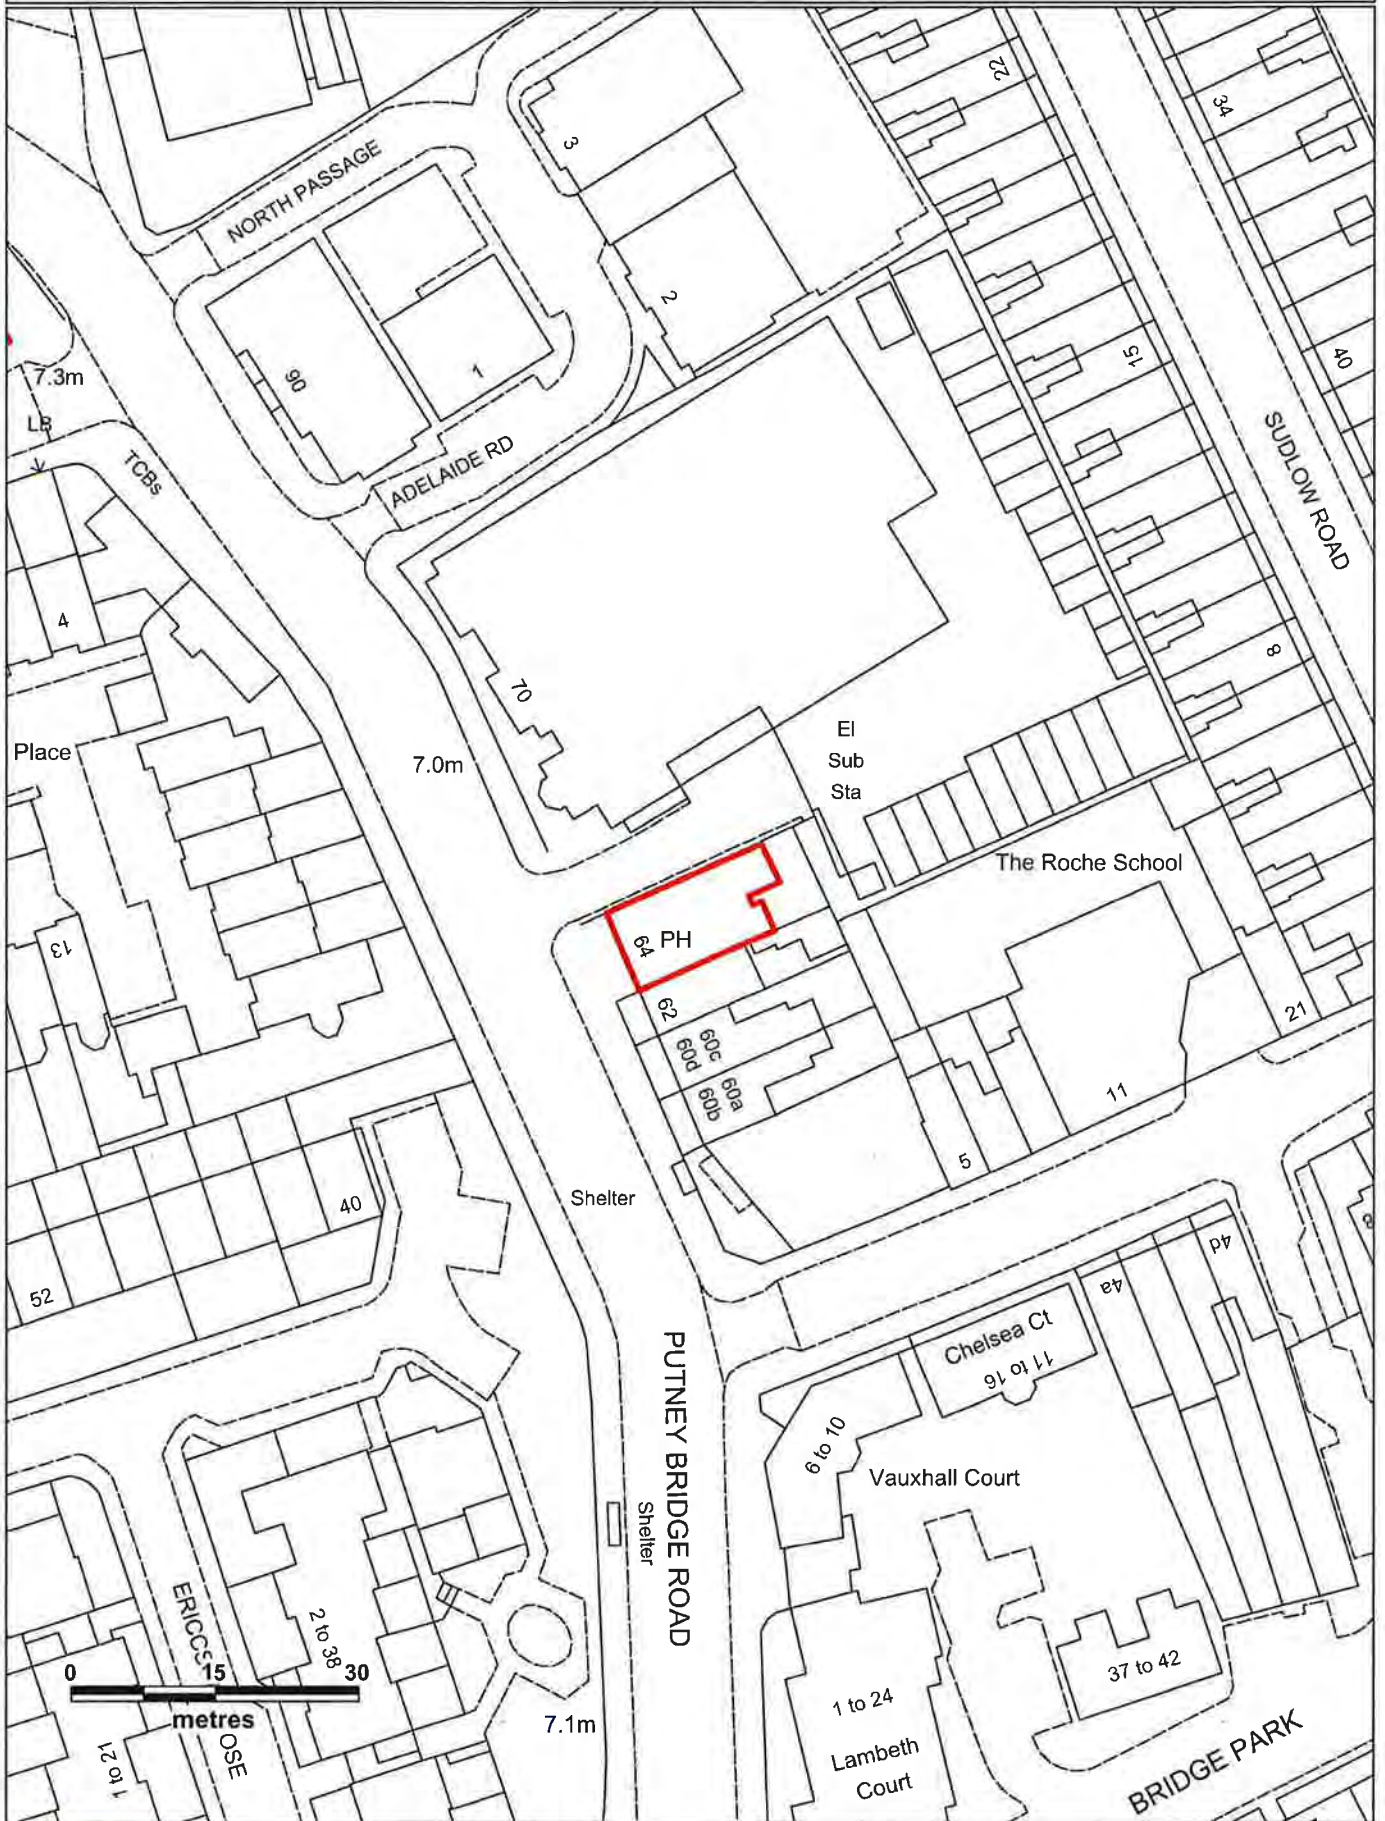 22
34
3
NORTH PASSAGE
2
90
1
15
40
7.3m
LB
TCBs
ADELAIDE RD
SUDLOW ROAD
4
8
70
Place
7.0m
El
Sub
Sta
The Roche School
13
64
PH
62
60c
60d
60a
60b
21
11
5
Shelter
40
52
4d
4a
Chelsea Ct
11 to 16
6 to 10
Vauxhall Court
PUTNEY BRIDGE ROAD
Shelter
2 to 38
37 to 42
0 15 30
metres
7.1m
1 to 24
Lambeth
Court
1 to 21
OSE
BRIDGE PARK